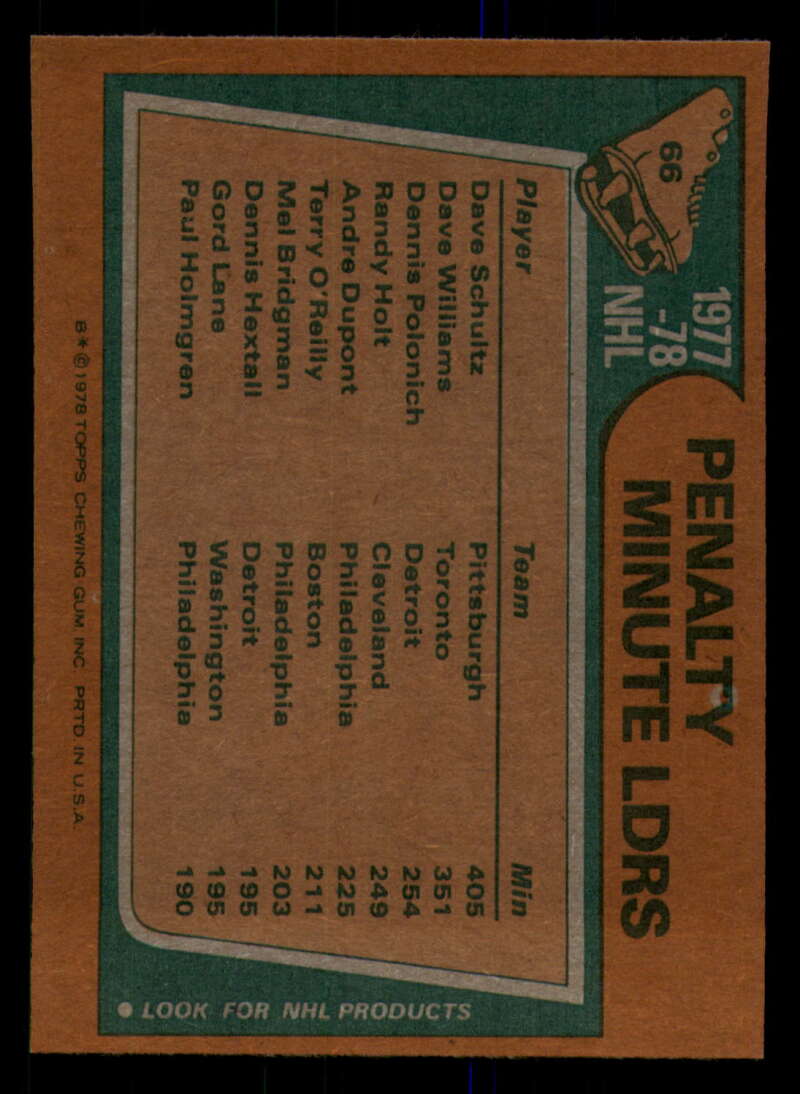 66
1977
-78
NHL
PENALTY
MINUTE LDRS
Player Team Min
Dave Schultz Pittsburgh 405
Dave Williams Toronto 351
Dennis Polonich Detroit 254
Randy Holt Cleveland 249
Andre Dupont Philadelphia 225
Terry O'Reilly Boston 211
Mel Bridgman Philadelphia 203
Dennis Hextall Detroit 195
Gord Lane Washington 195
Paul Holmgren Philadelphia 190
● LOOK FOR NHL PRODUCTS
B*© 1978 TOPPS CHEWING GUM, INC. PRTD. IN U.S.A.